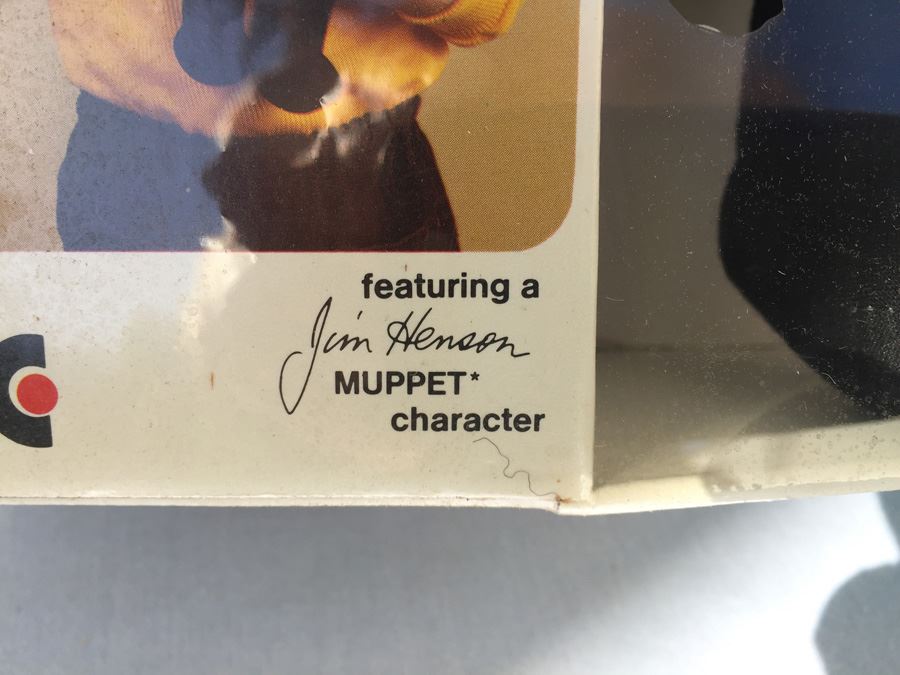 featuring a
Jim Henson
MUPPET*
character